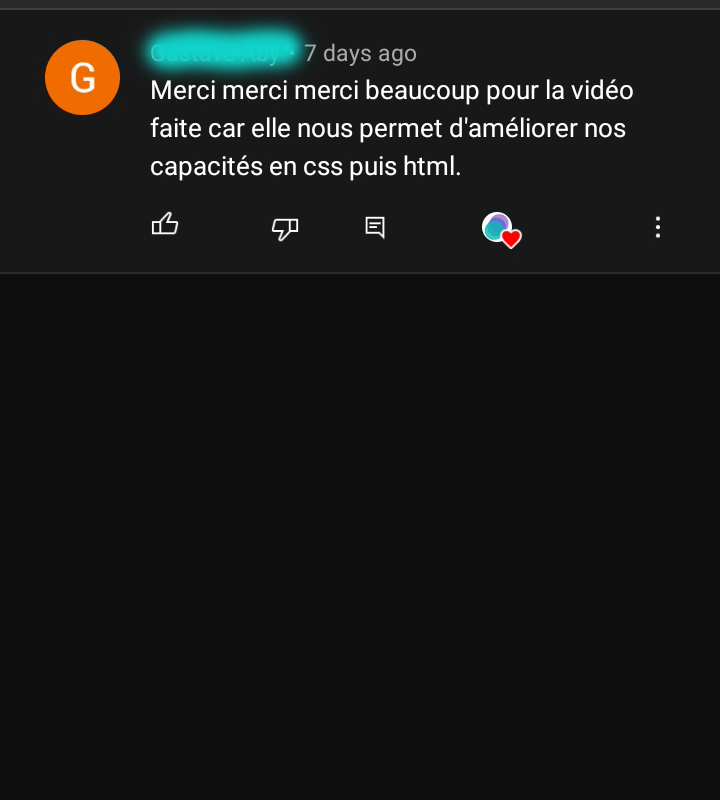 G
7 days ago
Merci merci merci beaucoup pour la vidéo
faite car elle nous permet d'améliorer nos
capacités en css puis html.